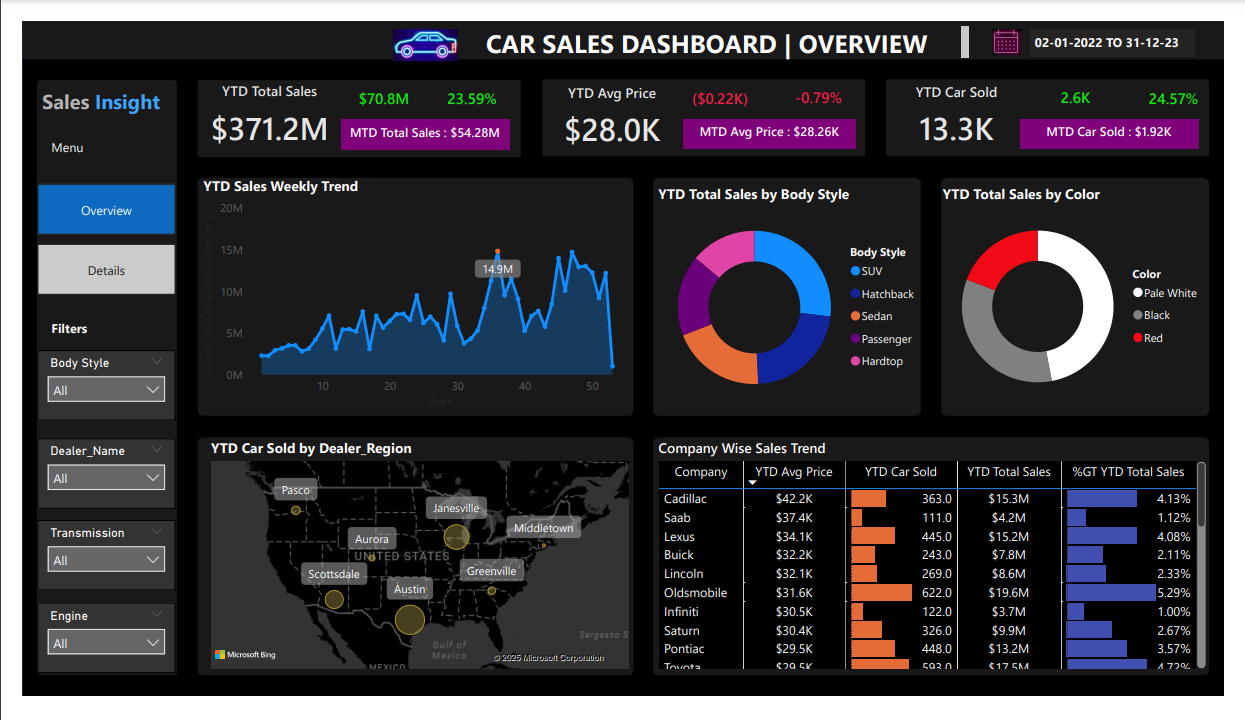 CAR SALES DASHBOARD | OVERVIEW
02-01-2022 TO 31-12-23
Sales Insight
Menu
Overview
Details
Filters
Body Style
All
Dealer_Name
All
Transmission
All
Engine
All
YTD Total Sales
$70.8M 23.59%
$371.2M
MTD Total Sales : $54.28M
YTD Avg Price
($0.22K) -0.79%
$28.0K
MTD Avg Price : $28.26K
YTD Car Sold
2.6K 24.57%
13.3K
MTD Car Sold : $1.92K
YTD Sales Weekly Trend
20M
15M
10M
5M
0M
14.9M
10 20 30 40 50
Week
YTD Total Sales by Body Style
Body Style
SUV
Hatchback
Sedan
Passenger
Hardtop
YTD Total Sales by Color
Color
Pale White
Black
Red
YTD Car Sold by Dealer_Region
Pasco
Janesville
Middletown
Aurora
UNITED STATES
Scottsdale
Greenville
Austin
Gulf of
Mexico
Sargasso S
MEXICO
Microsoft Bing
© 2025 Microsoft Corporation
Company Wise Sales Trend
Company YTD Avg Price YTD Car Sold YTD Total Sales %GT YTD Total Sales
Cadillac $42.2K 363.0 $15.3M 4.13%
Saab $37.4K 111.0 $4.2M 1.12%
Lexus $34.1K 445.0 $15.2M 4.08%
Buick $32.2K 243.0 $7.8M 2.11%
Lincoln $32.1K 269.0 $8.6M 2.33%
Oldsmobile $31.6K 622.0 $19.6M 5.29%
Infiniti $30.5K 122.0 $3.7M 1.00%
Saturn $30.4K 326.0 $9.9M 2.67%
Pontiac $29.5K 448.0 $13.2M 3.57%
Toyota $29.5K 593.0 $17.5M 4.72%